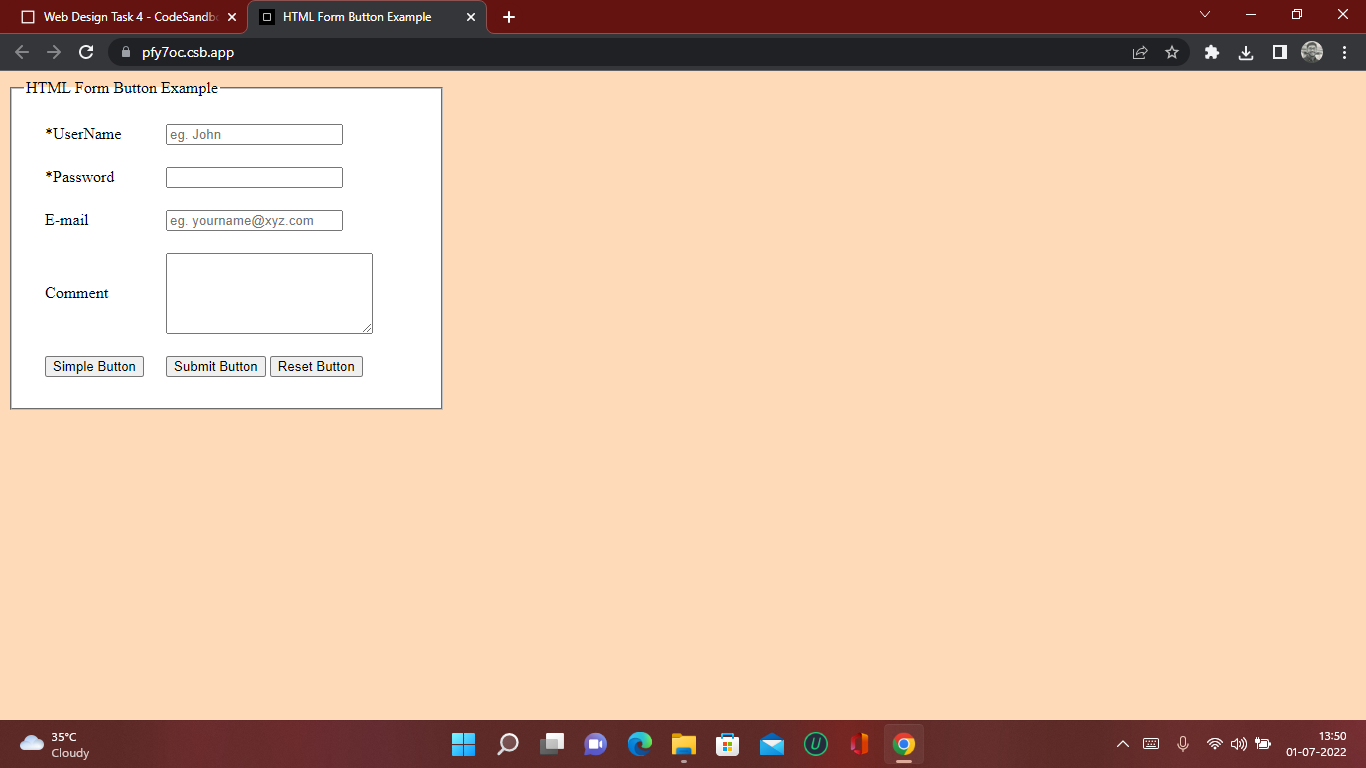 Web Design Task 4 - CodeSandb
HTML Form Button Example
pfy7oc.csb.app
HTML Form Button Example
*UserName eg. John
*Password
E-mail eg. yourname@xyz.com
Comment
Simple Button Submit Button Reset Button
35°C
Cloudy
U
13:50
01-07-2022